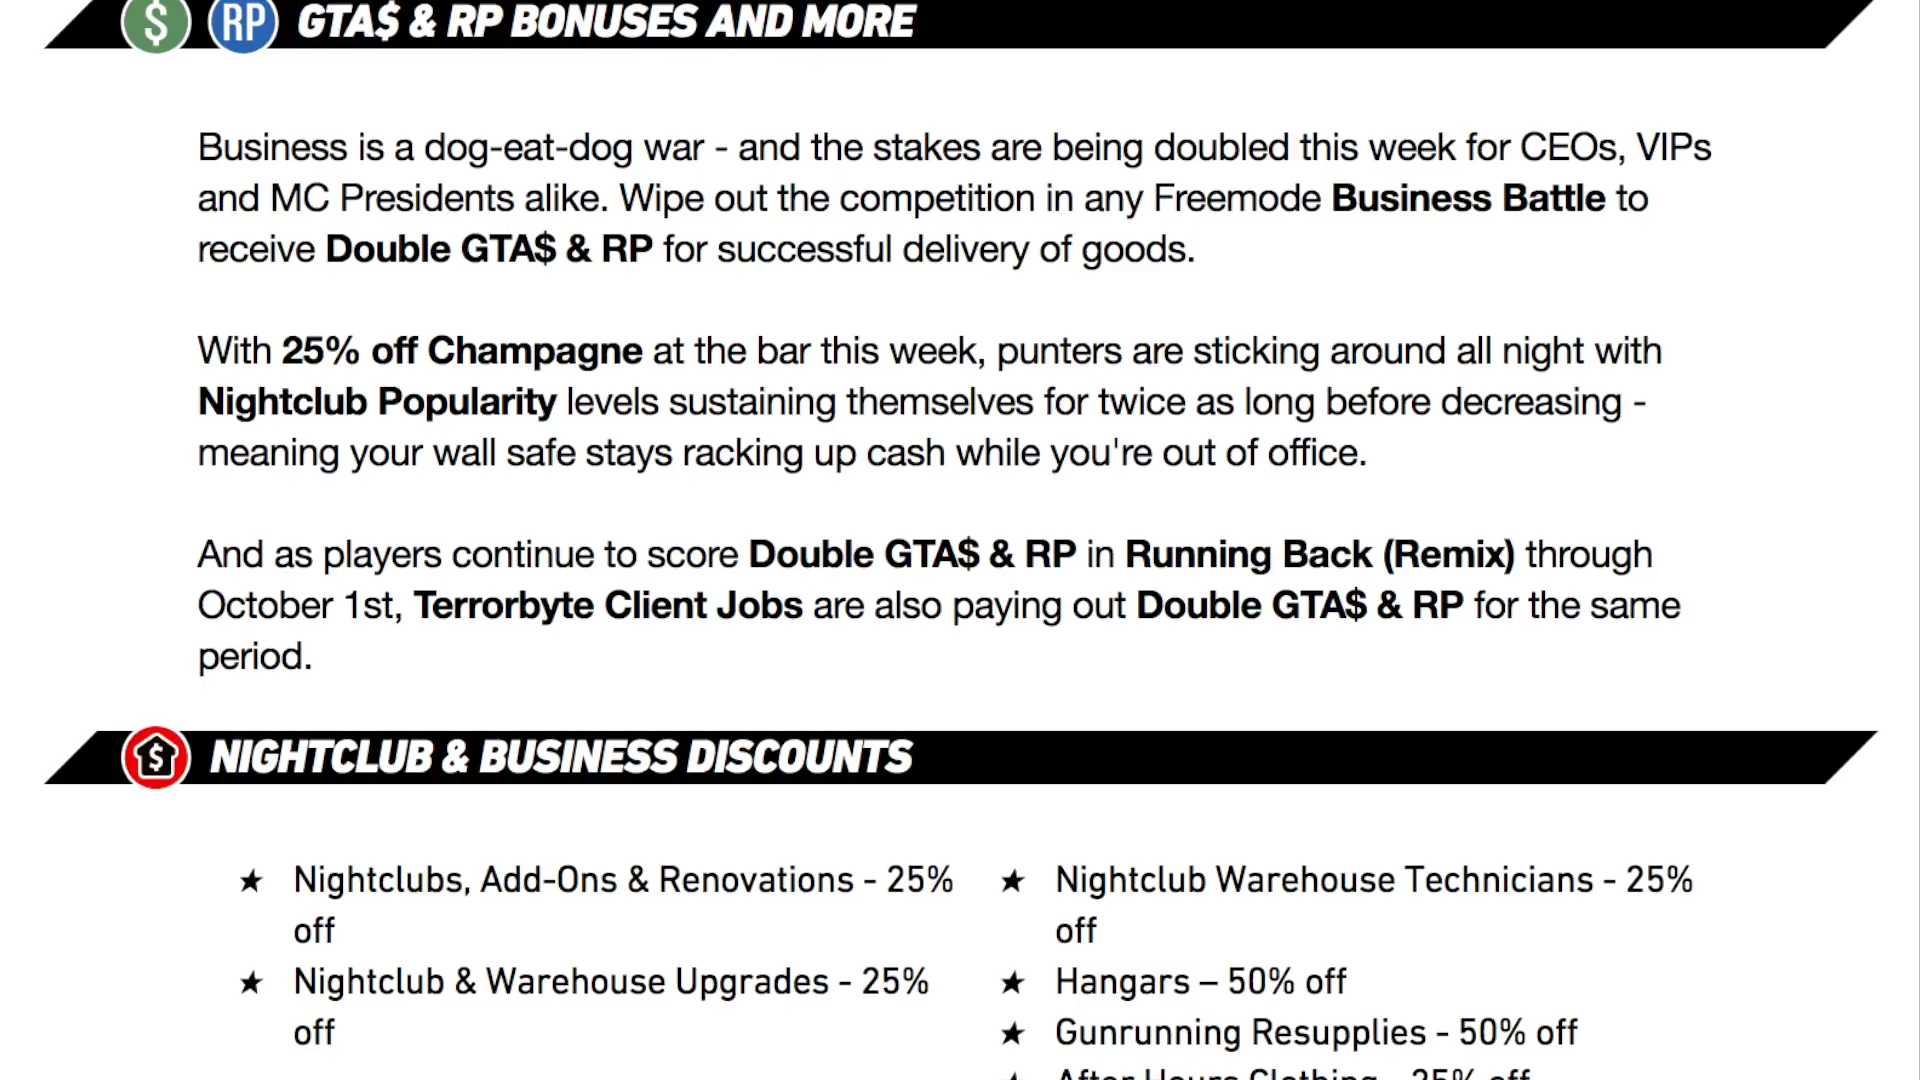 $ RP GTA$ & RP BONUSES AND MORE
Business is a dog-eat-dog war - and the stakes are being doubled this week for CEOs, VIPs
and MC Presidents alike. Wipe out the competition in any Freemode Business Battle to
receive Double GTA$ & RP for successful delivery of goods.
With 25% off Champagne at the bar this week, punters are sticking around all night with
Nightclub Popularity levels sustaining themselves for twice as long before decreasing -
meaning your wall safe stays racking up cash while you're out of office.
And as players continue to score Double GTA$ & RP in Running Back (Remix) through
October 1st, Terrorbyte Client Jobs are also paying out Double GTA$ & RP for the same
period.
$ NIGHTCLUB & BUSINESS DISCOUNTS
★ Nightclubs, Add-Ons & Renovations - 25%
off
★ Nightclub & Warehouse Upgrades - 25%
off
★ Nightclub Warehouse Technicians - 25%
off
★ Hangars – 50% off
★ Gunrunning Resupplies - 50% off
★ After Hours Clothing - 25% off